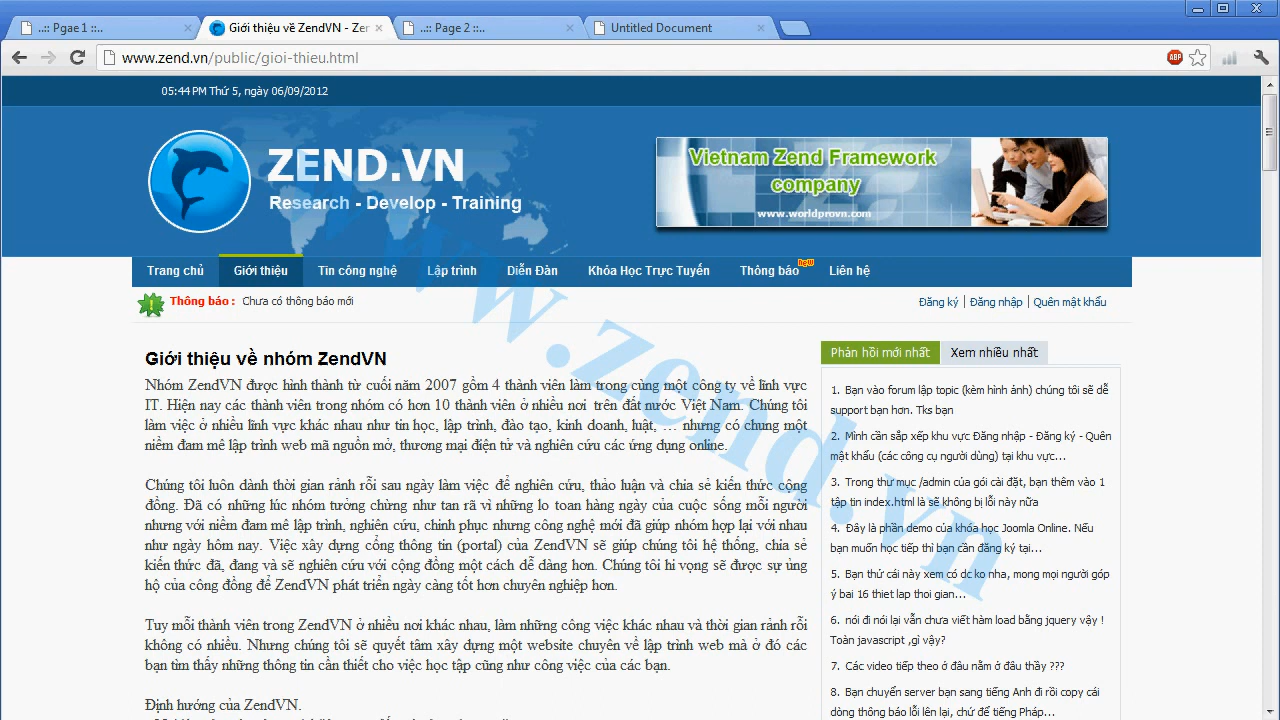 ..:: Pgae 1 ::..
Giới thiệu về ZendVN - Zer
..:: Page 2 ::..
Untitled Document
www.zend.vn/public/gioi-thieu.html
ABP
05:44 PM Thứ 5, ngày 06/09/2012
ZEND.VN
Research - Develop - Training
Vietnam Zend Framework
company
www.worldprovn.com
Trang chủ
Giới thiệu
Tin công nghệ
Lập trình
Diễn Đàn
Khóa Học Trực Tuyến
Thông báo
new
Liên hệ
Thông báo : Chưa có thông báo mới
Đăng ký | Đăng nhập | Quên mật khẩu
Giới thiệu về nhóm ZendVN
Nhóm ZendVN được hình thành từ cuối năm 2007 gồm 4 thành viên làm trong cùng một công ty về lĩnh vực
IT. Hiện nay các thành viên trong nhóm có hơn 10 thành viên ở nhiều nơi trên đất nước Việt Nam. Chúng tôi
làm việc ở nhiều lĩnh vực khác nhau như tin học, lập trình, đào tạo, kinh doanh, luật, … nhưng có chung một
niềm đam mê lập trình web mã nguồn mở, thương mại điện tử và nghiên cứu các ứng dụng online.
Chúng tôi luôn dành thời gian rảnh rỗi sau ngày làm việc để nghiên cứu, thảo luận và chia sẻ kiến thức cộng
đồng. Đã có những lúc nhóm tưởng chừng như tan rã vì những lo toan hàng ngày của cuộc sống mỗi người
nhưng với niềm đam mê lập trình, nghiên cứu, chinh phục nhưng công nghệ mới đã giúp nhóm hợp lại với nhau
như ngày hôm nay. Việc xây dựng cổng thông tin (portal) của ZendVN sẽ giúp chúng tôi hệ thống, chia sẻ
kiến thức đã, đang và sẽ nghiên cứu với cộng đồng một cách dễ dàng hơn. Chúng tôi hi vọng sẽ được sự ủng
hộ của công đồng để ZendVN phát triển ngày càng tốt hơn chuyên nghiệp hơn.
Tuy mỗi thành viên trong ZendVN ở nhiều nơi khác nhau, làm những công việc khác nhau và thời gian rảnh rỗi
không có nhiều. Nhưng chúng tôi sẽ quyết tâm xây dựng một website chuyên về lập trình web mà ở đó các
bạn tìm thấy những thông tin cần thiết cho việc học tập cũng như công việc của các bạn.
Định hướng của ZendVN.
Phản hồi mới nhất
Xem nhiều nhất
1. Bạn vào forum lập topic (kèm hình ảnh) chúng tôi sẽ dễ
support bạn hơn. Tks bạn
2. Mình cần sắp xếp khu vực Đăng nhập - Đăng ký - Quên
mật khẩu (các công cụ người dùng) tại khu vực...
3. Trong thư mục /admin của gói cài đặt, bạn thêm vào 1
tập tin index.html là sẽ không bị lỗi này nữa
4. Đây là phần demo của khóa học Joomla Online. Nếu
bạn muốn học tiếp thì bạn cần đăng ký tại...
5. Bạn thử cái này xem có dc ko nha, mong mọi người góp
ý bai 16 thiet lap thoi gian...
6. nói đi nói lại vẫn chưa viết hàm load bằng jquery vậy !
Toàn javascript ,gì vậy?
7. Các video tiếp theo ở đâu nằm ở đâu thầy ???
8. Bạn chuyển server bạn sang tiếng Anh đi rồi copy cái
dòng thông báo lỗi lên lại, chứ để tiếng Pháp...
www.zend.vn